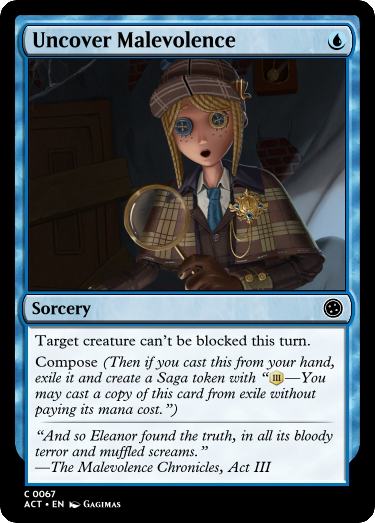 Uncover Malevolence
Sorcery
Target creature can't be blocked this turn.
Compose (Then if you cast this from your hand,
exile it and create a Saga token with "III—You
may cast a copy of this card from exile without
paying its mana cost.")
"And so Eleanor found the truth, in all its bloody
terror and muffled screams."
—The Malevolence Chronicles, Act III
C 0067
ACT • EN Gagimas